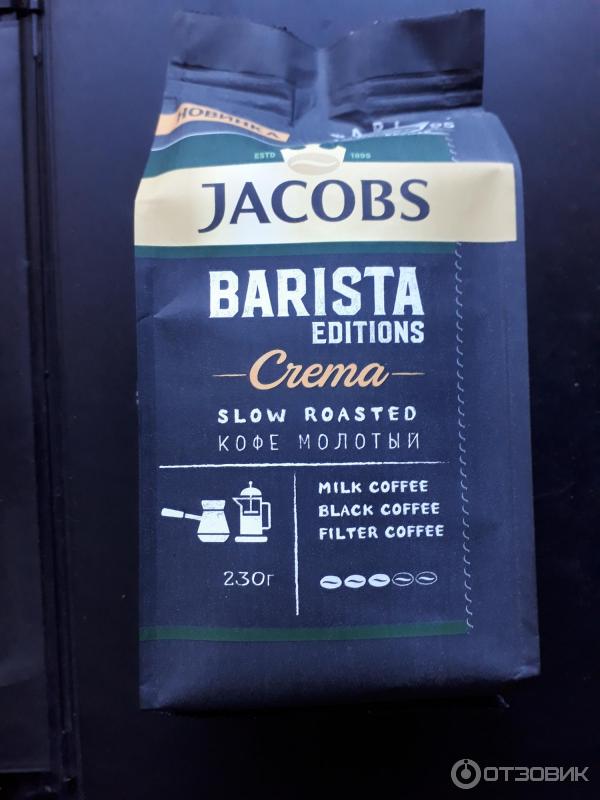 НОВИНКА
ESTD 1895
JACOBS
BARISTA
EDITIONS
Crema
SLOW ROASTED
КОФЕ МОЛОТЫЙ
MILK COFFEE
BLACK COFFEE
FILTER COFFEE
230г
ОТЗОВИК